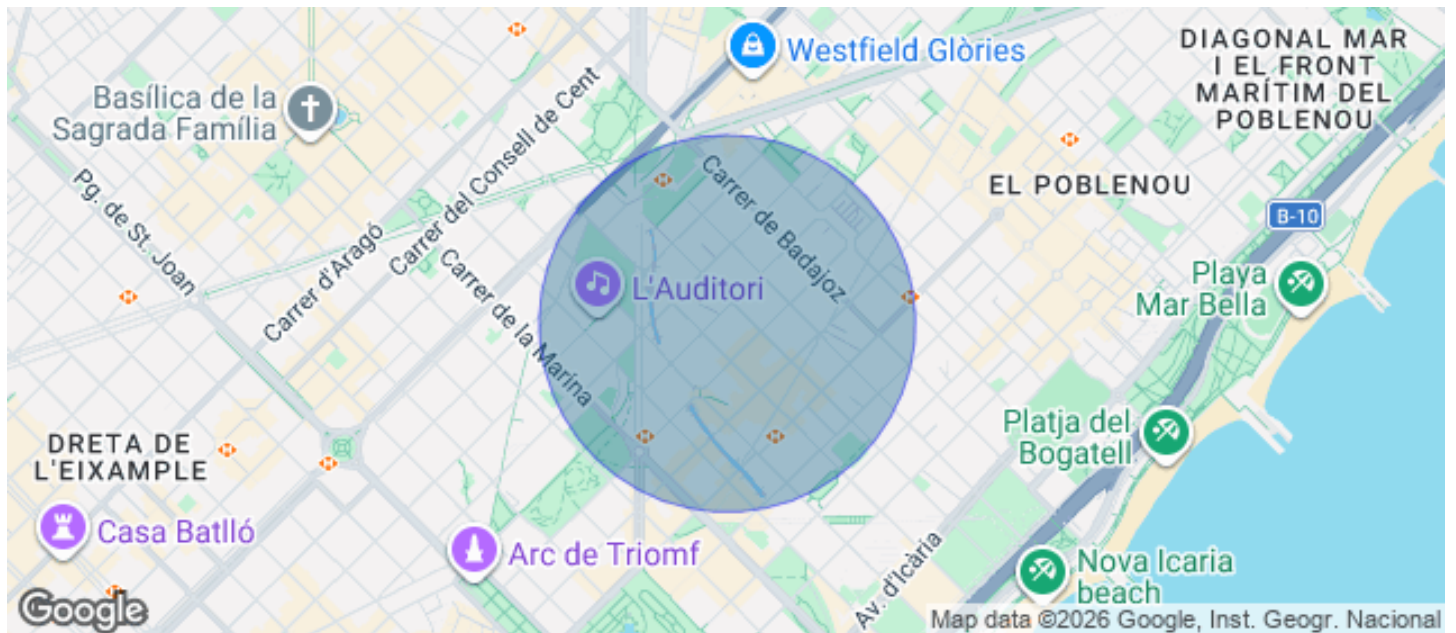 Westfield Glòries
DIAGONAL MAR
I EL FRONT
MARÍTIM DEL
POBLENOU
Basílica de la
Sagrada Família
Carrer del Consell de Cent
Pg. de St. Joan
Carrer d'Aragó
Carrer de Badajoz
EL POBLENOU
B-10
L'Auditori
Playa
Mar Bella
Carrer de la Marina
Platja del
Bogatell
DRETA DE
L'EIXAMPLE
Casa Batlló
Arc de Triomf
Av. d'Icària
Nova Icaria
beach
Google
Map data ©2026 Google, Inst. Geogr. Nacional